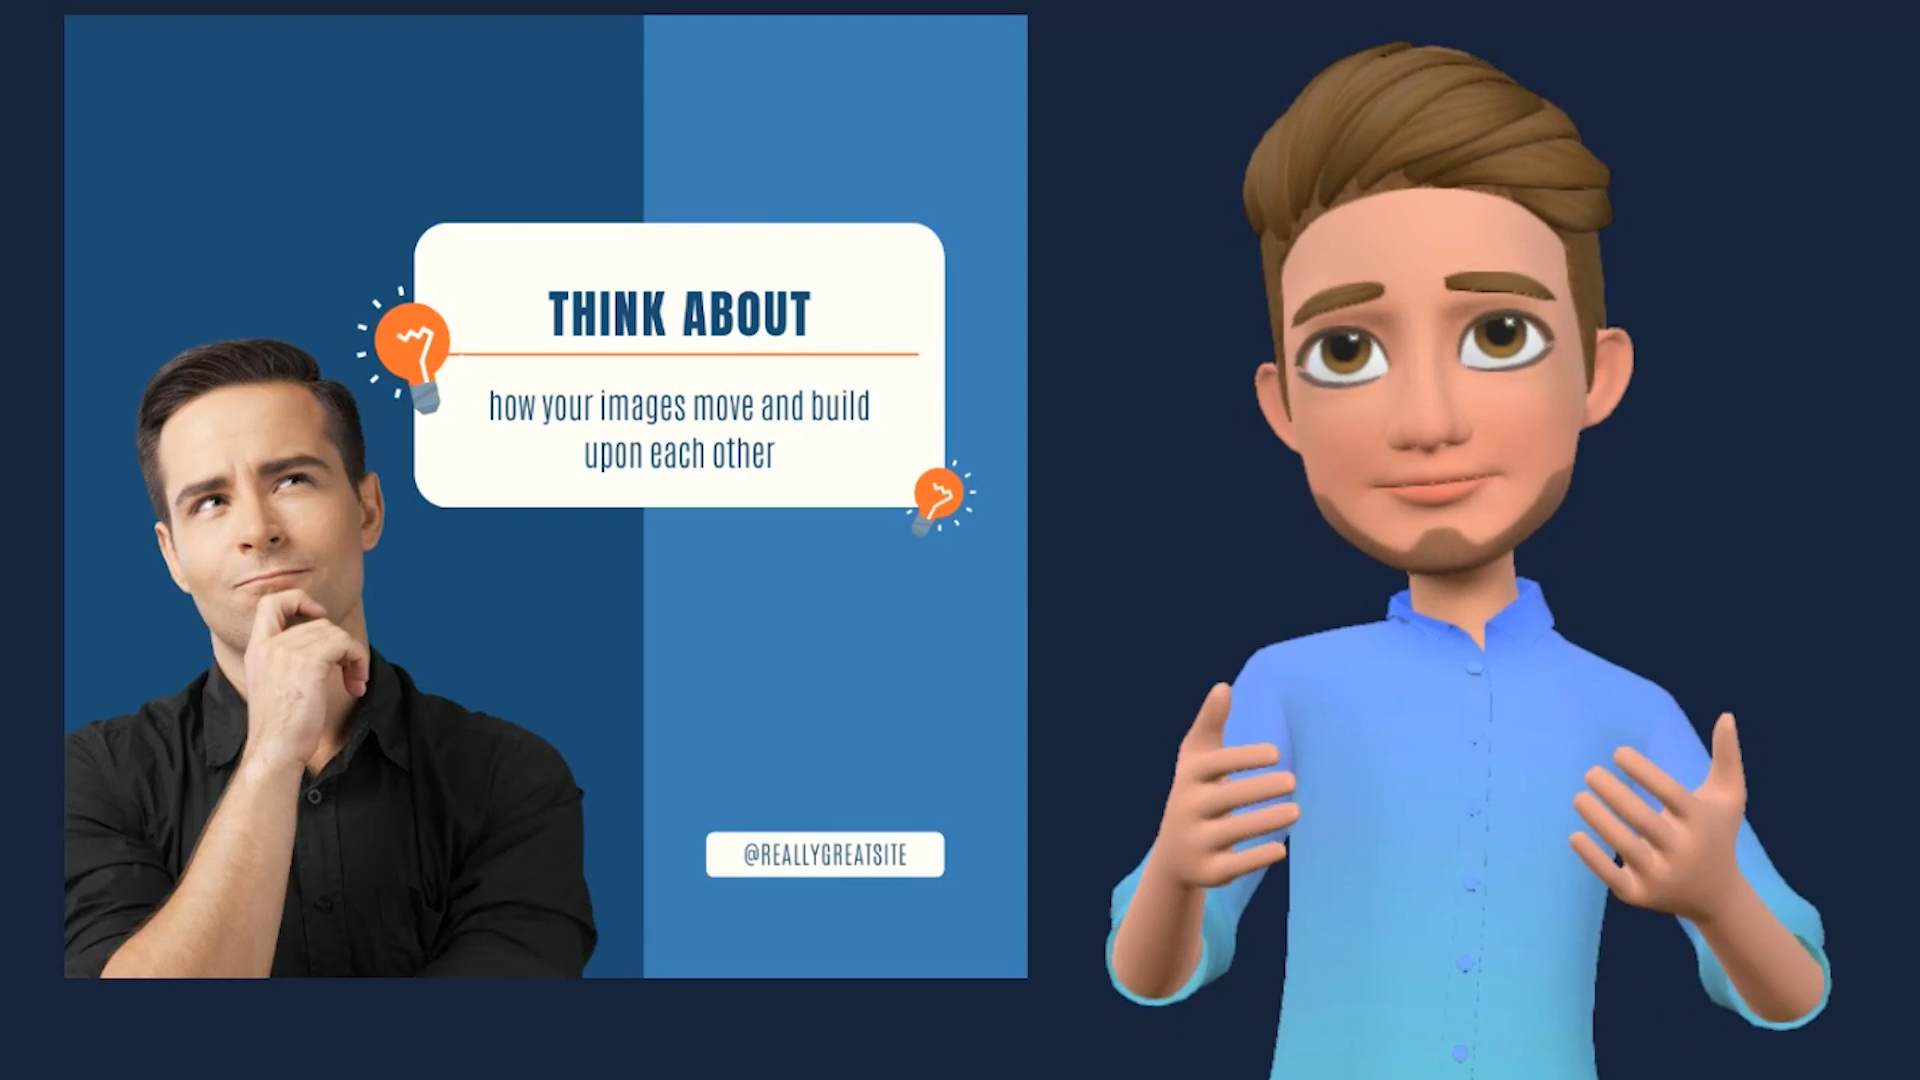 THINK ABOUT
how your images move and build
upon each other
@REALLYGREATSITE